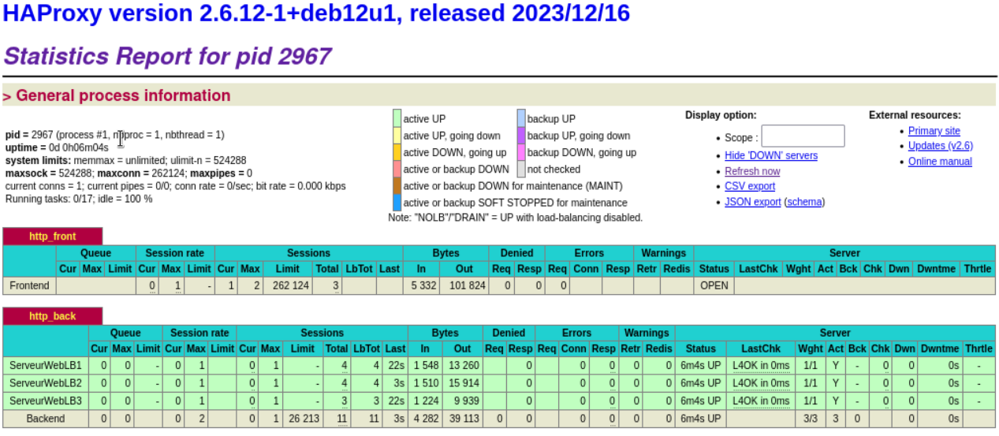 HAProxy version 2.6.12-1+deb12u1, released 2023/12/16
Statistics Report for pid 2967
> General process information
pid = 2967 (process #1, nbproc = 1, nbthread = 1)
uptime = 0d 0h06m04s
system limits: memmax = unlimited; ulimit-n = 524288
maxsock = 524288; maxconn = 262124; maxpipes = 0
current conns = 1; current pipes = 0/0; conn rate = 0/sec; bit rate = 0.000 kbps
Running tasks: 0/17; idle = 100 %
active UP backup UP
active UP, going down backup UP, going down
active DOWN, going up backup DOWN, going up
active or backup DOWN not checked
active or backup DOWN for maintenance (MAINT)
active or backup SOFT STOPPED for maintenance
Note: "NOLB"/"DRAIN" = UP with load-balancing disabled.
Display option:
• Scope :
• Hide 'DOWN' servers
• Refresh now
• CSV export
• JSON export (schema)
External resources:
• Primary site
• Updates (v2.6)
• Online manual
http_front
Queue Session rate Sessions Bytes Denied Errors Warnings Server
Cur Max Limit Cur Max Limit Cur Max Limit Total LbTot Last In Out Req Resp Req Conn Resp Retr Redis Status LastChk Wght Act Bck Chk Dwn Dwntme Thrtle
Frontend 0 1 - 1 2 262 124 3 5 332 101 824 0 0 0 OPEN
http_back
Queue Session rate Sessions Bytes Denied Errors Warnings Server
Cur Max Limit Cur Max Limit Cur Max Limit Total LbTot Last In Out Req Resp Req Conn Resp Retr Redis Status LastChk Wght Act Bck Chk Dwn Dwntme Thrtle
ServeurWebLB1 0 0 - 0 1 0 1 - 4 4 22s 1 548 13 260 0 0 0 0 0 6m4s UP L4OK in 0ms 1/1 Y - 0 0 0s -
ServeurWebLB2 0 0 - 0 1 0 1 - 4 4 3s 1 510 15 914 0 0 0 0 0 6m4s UP L4OK in 0ms 1/1 Y - 0 0 0s -
ServeurWebLB3 0 0 - 0 1 0 1 - 3 3 22s 1 224 9 939 0 0 0 0 0 6m4s UP L4OK in 0ms 1/1 Y - 0 0 0s -
Backend 0 0 0 2 0 1 26 213 11 11 3s 4 282 39 113 0 0 0 0 0 0 6m4s UP 3/3 3 0 0 0s